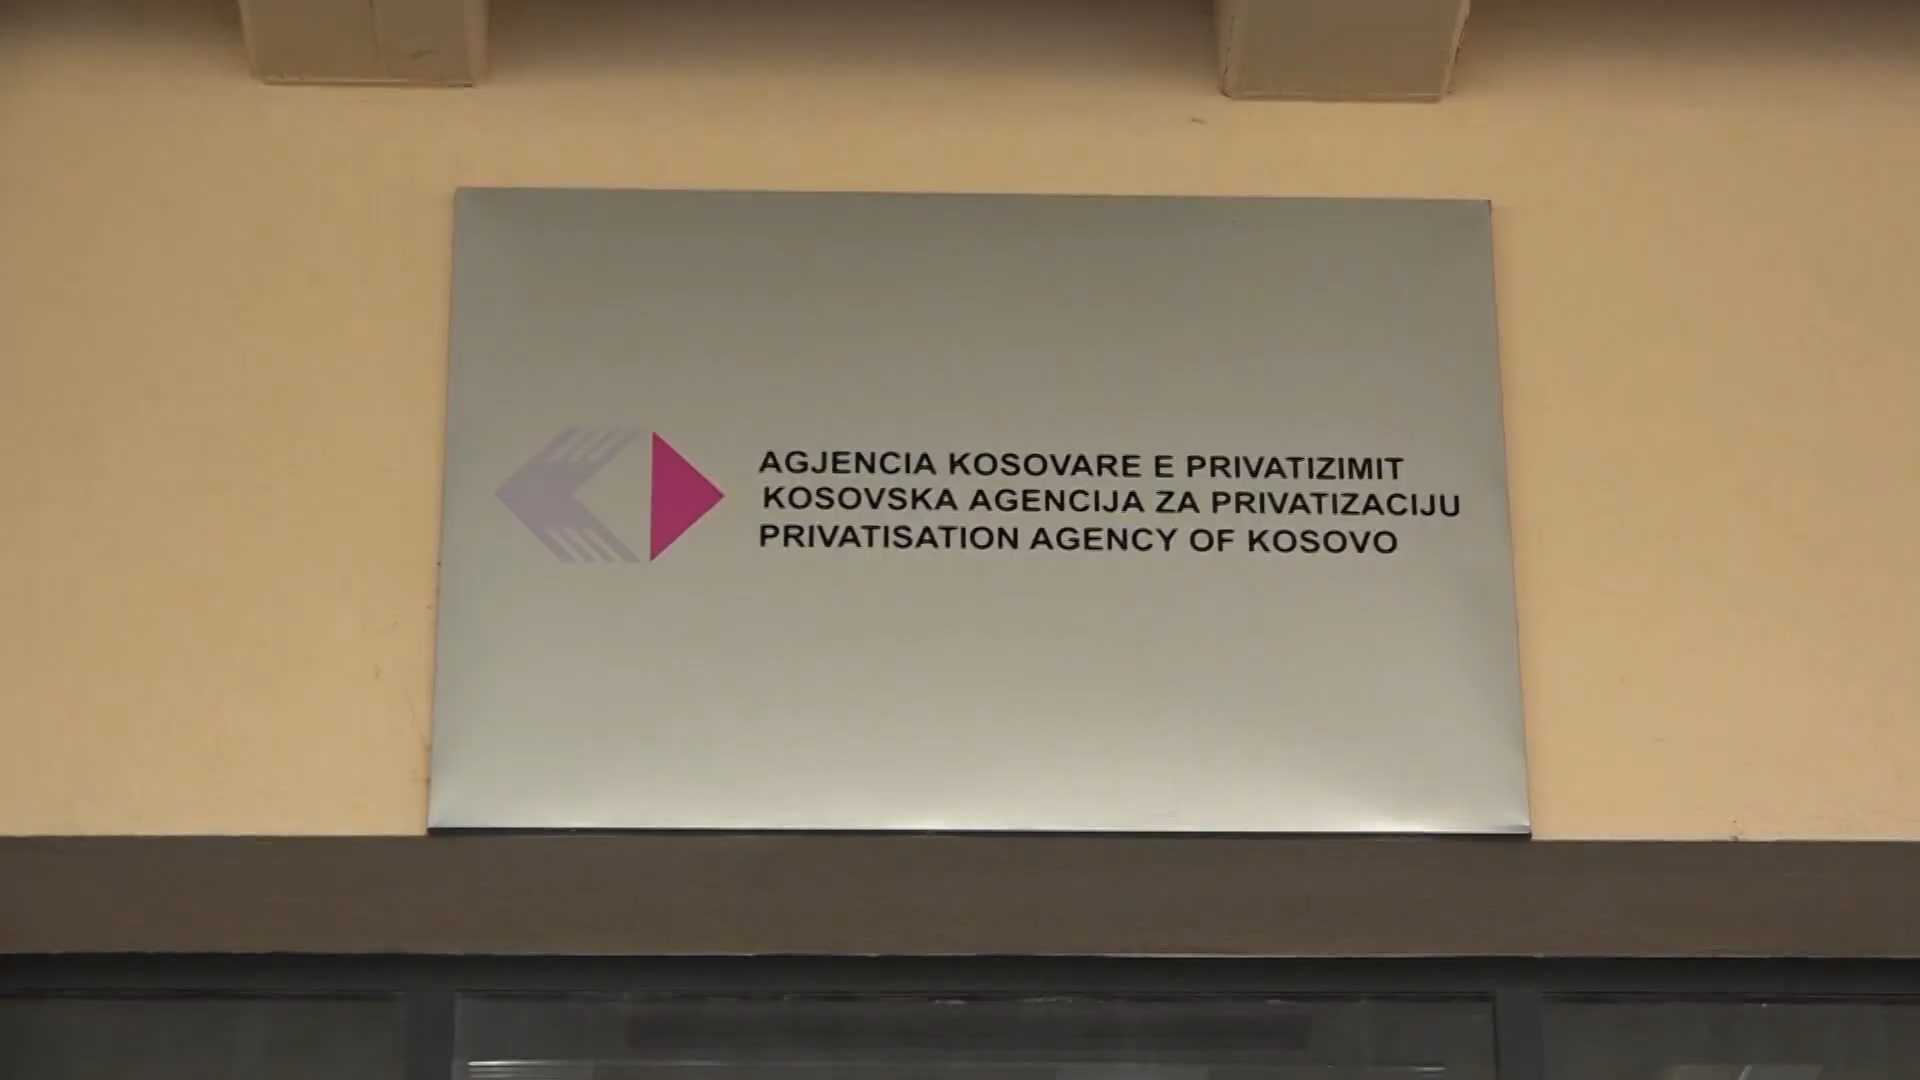 AGJENCIA KOSOVARE E PRIVATIZIMIT
KOSOVSKA AGENCIJA ZA PRIVATIZACIJU
PRIVATISATION AGENCY OF KOSOVO